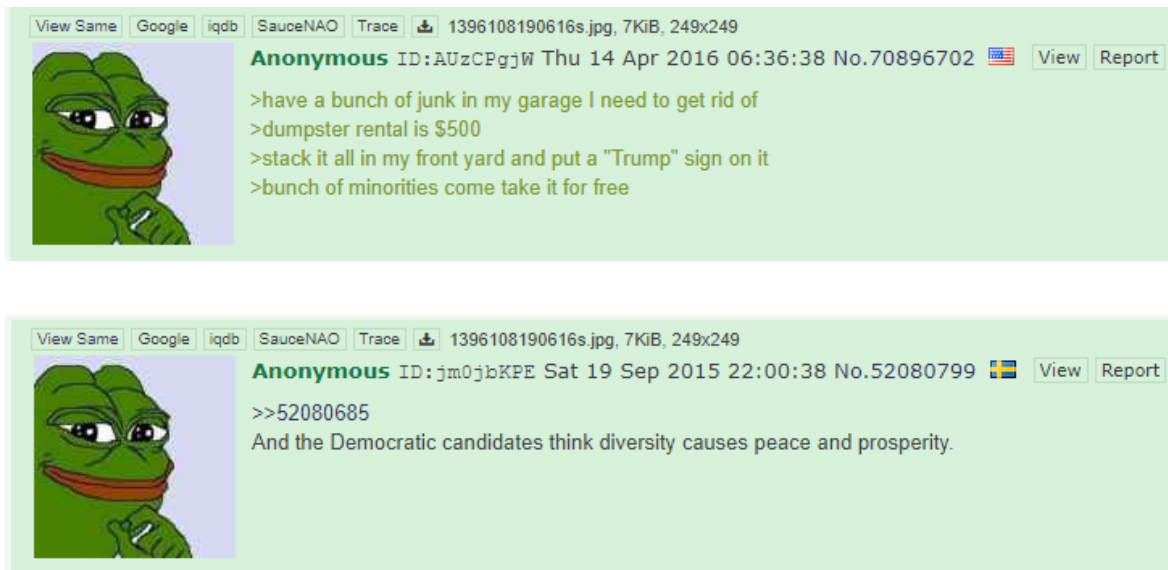 View Same Google iqdb SauceNAO Trace 1396108190616s.jpg, 7KiB, 249x249
Anonymous ID:AUzCPgjW Thu 14 Apr 2016 06:36:38 No.70896702 View Report
>have a bunch of junk in my garage I need to get rid of
>dumpster rental is $500
>stack it all in my front yard and put a "Trump" sign on it
>bunch of minorities come take it for free
View Same Google iqdb SauceNAO Trace 1396108190616s.jpg, 7KiB, 249x249
Anonymous ID:jm0jbKPE Sat 19 Sep 2015 22:00:38 No.52080799 View Report
>>52080685
And the Democratic candidates think diversity causes peace and prosperity.